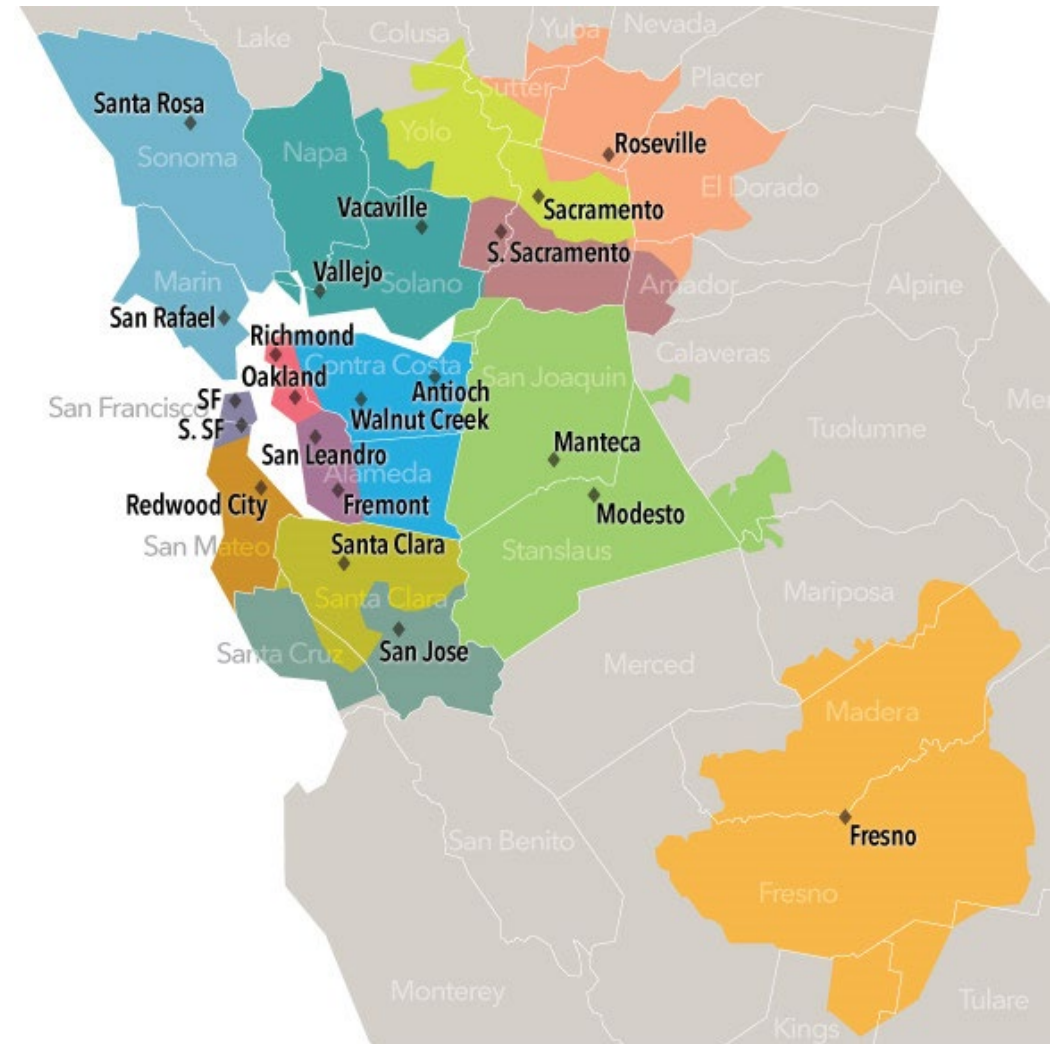 Lake
Colusa
Yuba
Nevada
Placer
Sutter
Santa Rosa
Yolo
Roseville
Sonoma
Napa
El Dorado
Vacaville
Sacramento
S. Sacramento
Vallejo
Marin
Solano
Amador
Alpine
San Rafael
Richmond
Contra Costa
Calaveras
Oakland
San Joaquin
Antioch
SF
San Francisco
Walnut Creek
S. SF
Tuolumne
Manteca
San Leandro
Alameda
Redwood City
Fremont
Modesto
San Mateo
Santa Clara
Stanslaus
Mariposa
Santa Clara
Santa Cruz
San Jose
Merced
Madera
Fresno
San Benito
Fresno
Monterey
Tulare
Kings